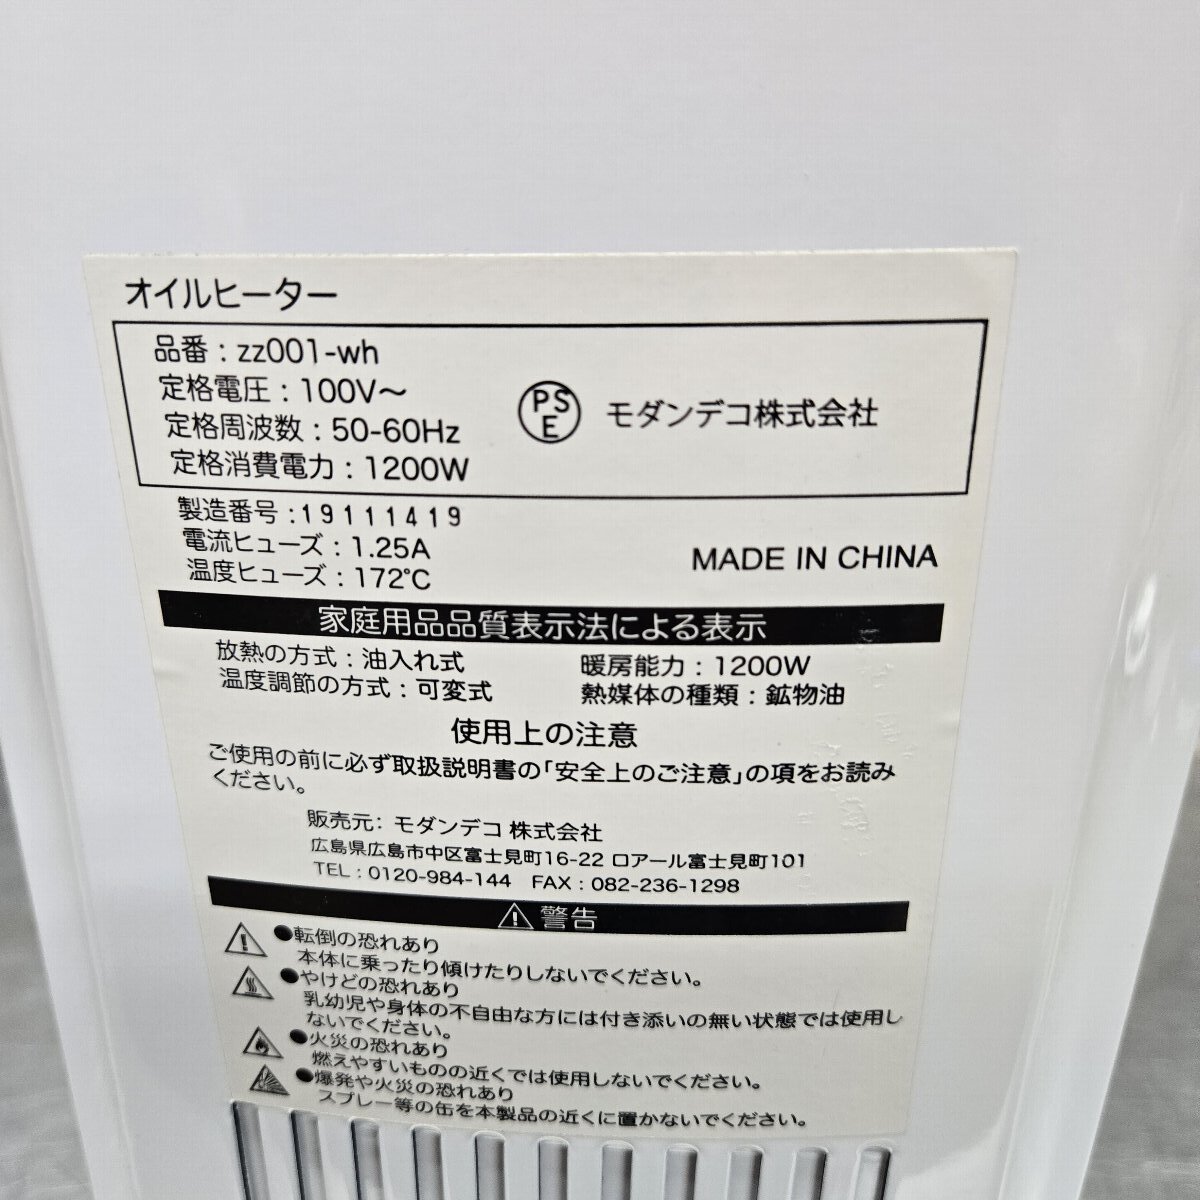 オイルヒーター
品番：zz001-wh
定格電圧：100V～
定格周波数：50-60Hz
定格消費電力：1200W
PSE
モダンデコ株式会社
製造番号：19111419
電流ヒューズ：1.25A
温度ヒューズ：172℃
MADE IN CHINA
家庭用品品質表示法による表示
放熱の方式：油入れ式
暖房能力：1200W
温度調節の方式：可変式
熱媒体の種類：鉱物油
使用上の注意
ご使用の前に必ず取扱説明書の「安全上のご注意」の項をお読み
ください。
販売元：モダンデコ 株式会社
広島県広島市中区富士見町16-22 ロアール富士見町101
TEL：0120-984-144 FAX：082-236-1298
警告
●転倒の恐れあり
本体に乗ったり傾けたりしないでください。
●やけどの恐れあり
乳幼児や身体の不自由な方には付き添いの無い状態では使用し
ないでください。
●火災の恐れあり
燃えやすいものの近くでは使用しないでください。
●爆発や火災の恐れあり
スプレー等の缶を本製品の近くに置かないでください。